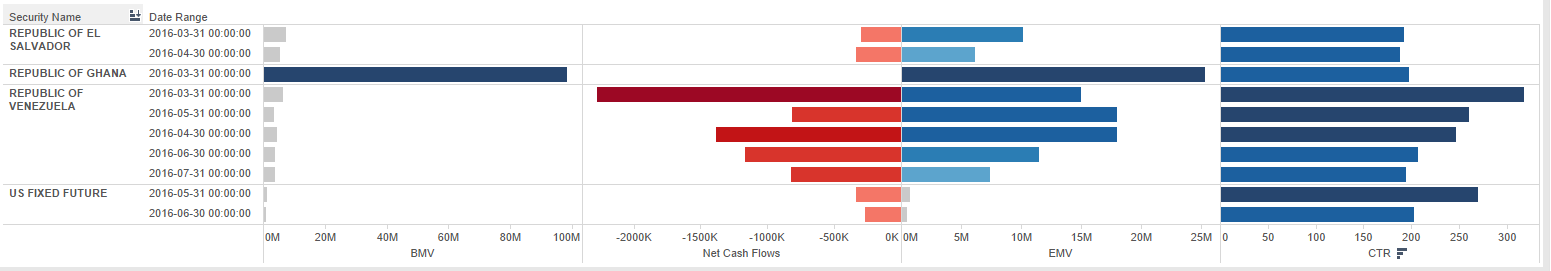 Security Name Date Range
REPUBLIC OF EL SALVADOR 2016-03-31 00:00:00
2016-04-30 00:00:00
REPUBLIC OF GHANA 2016-03-31 00:00:00
REPUBLIC OF VENEZUELA 2016-03-31 00:00:00
2016-05-31 00:00:00
2016-04-30 00:00:00
2016-06-30 00:00:00
2016-07-31 00:00:00
US FIXED FUTURE 2016-05-31 00:00:00
2016-06-30 00:00:00
0M 20M 40M 60M 80M 100M -2000K -1500K -1000K -500K 0K 0M 5M 10M 15M 20M 25M 0 50 100 150 200 250 300
BMV Net Cash Flows EMV CTR